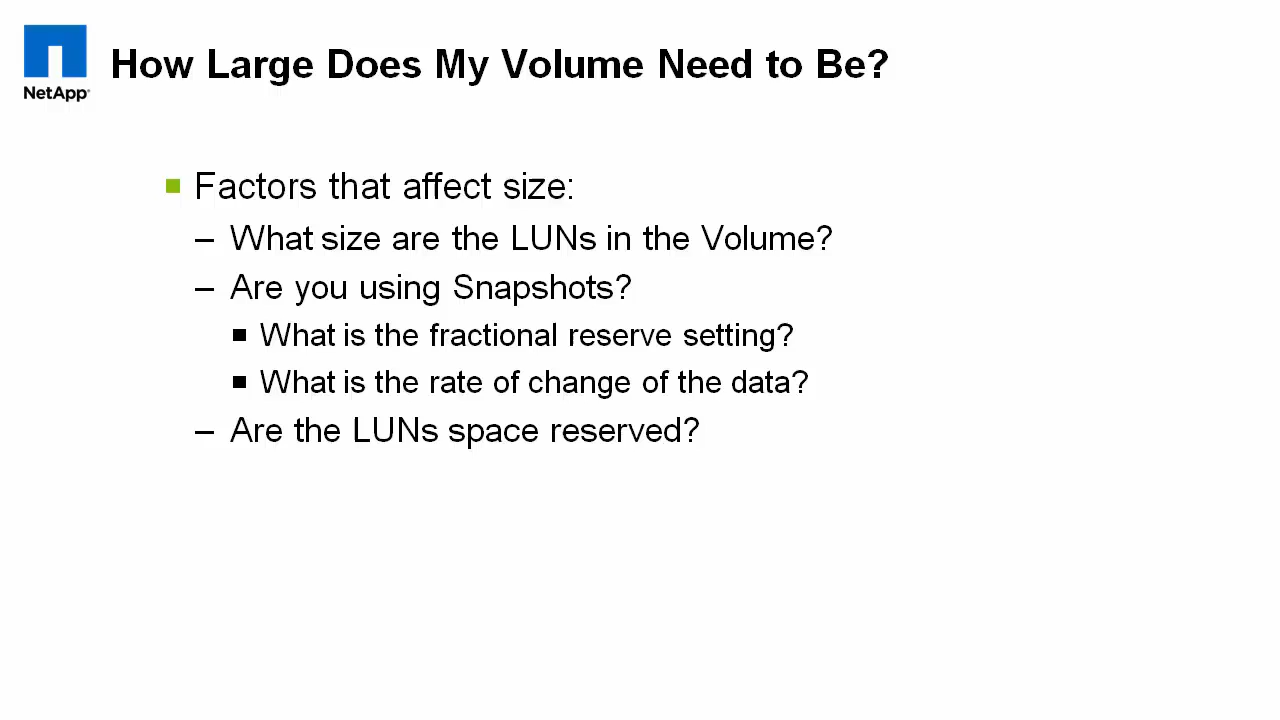 NetApp
How Large Does My Volume Need to Be?
Factors that affect size:
– What size are the LUNs in the Volume?
– Are you using Snapshots?
What is the fractional reserve setting?
What is the rate of change of the data?
– Are the LUNs space reserved?